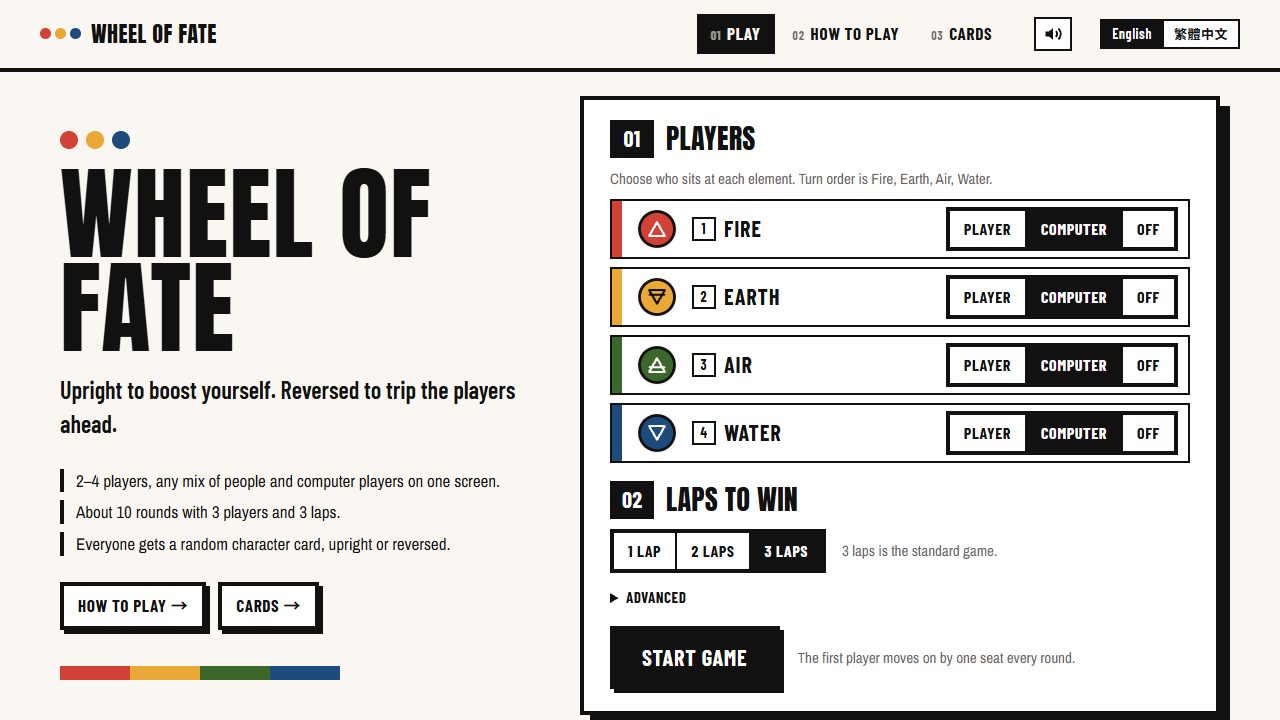 WHEEL OF FATE
01 PLAY
02 HOW TO PLAY
03 CARDS
English
繁體中文
WHEEL OF
FATE
Upright to boost yourself. Reversed to trip the players
ahead.
2–4 players, any mix of people and computer players on one screen.
About 10 rounds with 3 players and 3 laps.
Everyone gets a random character card, upright or reversed.
HOW TO PLAY →
CARDS →
01 PLAYERS
Choose who sits at each element. Turn order is Fire, Earth, Air, Water.
1 FIRE PLAYER COMPUTER OFF
2 EARTH PLAYER COMPUTER OFF
3 AIR PLAYER COMPUTER OFF
4 WATER PLAYER COMPUTER OFF
02 LAPS TO WIN
1 LAP 2 LAPS 3 LAPS 3 laps is the standard game.
ADVANCED
START GAME The first player moves on by one seat every round.